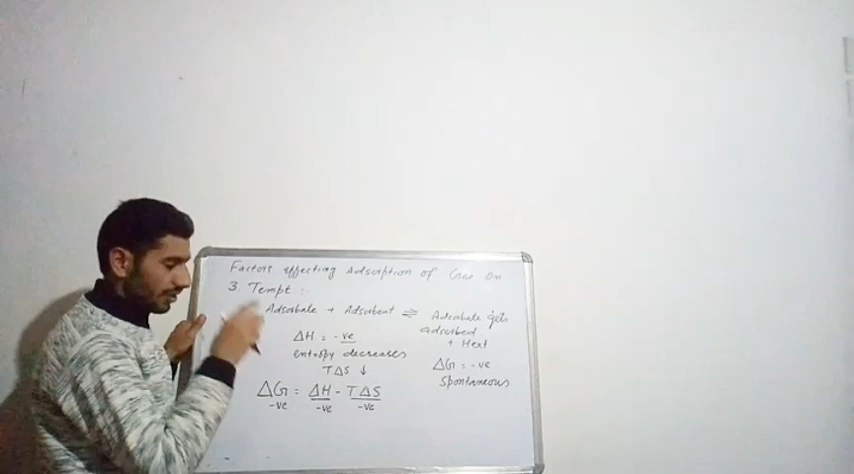 Factors effecting Adsorption of Gas On
3. Tempt :
Adsorbate + Adsorbent ⇌ Adsorbate gets
adsorbed
+ Heat
ΔH = -ve
entropy decreases
TΔS ↓
ΔG = -ve
spontaneous
ΔG = ΔH - TΔS
-ve -ve -ve